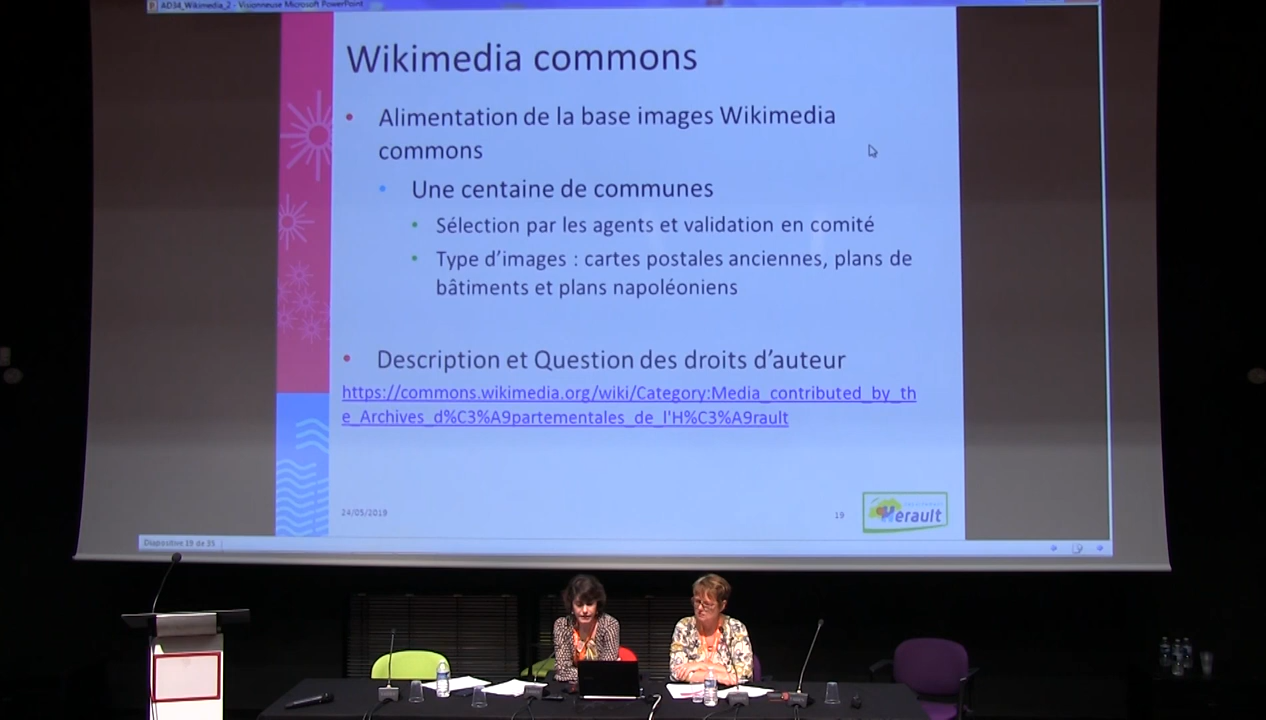 AD34_Wikimedia_2 - Visionneuse Microsoft PowerPoint
Wikimedia commons
• Alimentation de la base images Wikimedia
commons
• Une centaine de communes
• Sélection par les agents et validation en comité
• Type d’images : cartes postales anciennes, plans de
bâtiments et plans napoléoniens
• Description et Question des droits d’auteur
https://commons.wikimedia.org/wiki/Category:Media_contributed_by_th
e_Archives_d%C3%A9partementales_de_l'H%C3%A9rault
24/05/2019
19
Hérault
Diapositive 19 de 35